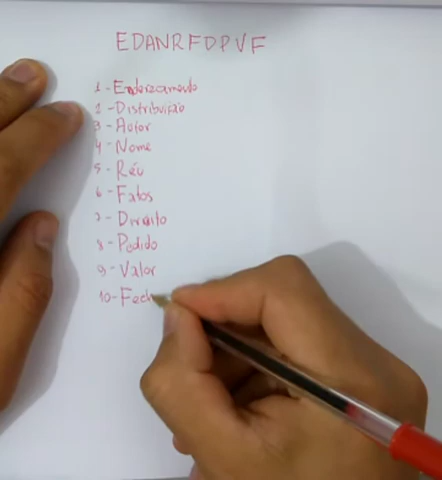 EDANRFDPVF
1 - Enderezamento
2 - Distribuição
3 - Autor
4 - Nome
5 - Réu
6 - Fatos
7 - Direito
8 - Pedido
9 - Valor
10 - Fech